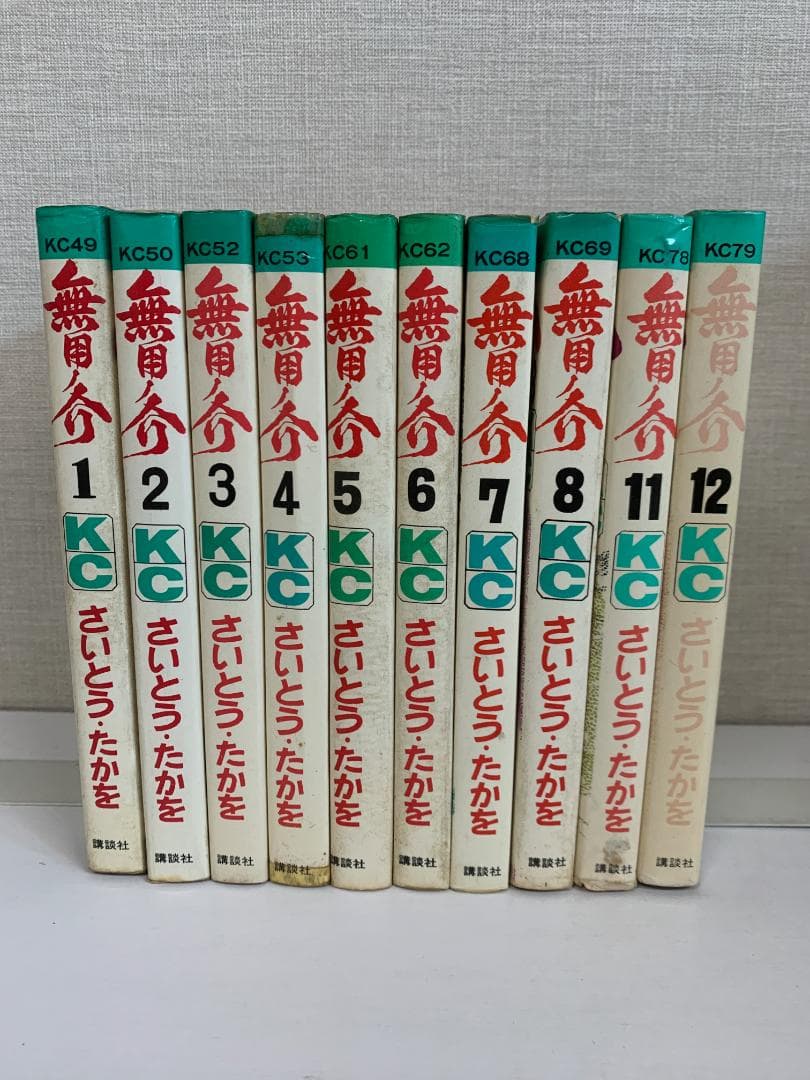 KC49
無用ノ介
1
KC
さいとう・たかを
講談社
KC50
無用ノ介
2
KC
さいとう・たかを
講談社
KC52
無用ノ介
3
KC
さいとう・たかを
講談社
KC53
無用ノ介
4
KC
さいとう・たかを
講談社
KC61
無用ノ介
5
KC
さいとう・たかを
講談社
KC62
無用ノ介
6
KC
さいとう・たかを
講談社
KC68
無用ノ介
7
KC
さいとう・たかを
講談社
KC69
無用ノ介
8
KC
さいとう・たかを
講談社
KC78
無用ノ介
11
KC
さいとう・たかを
講談社
KC79
無用ノ介
12
KC
さいとう・たかを
講談社